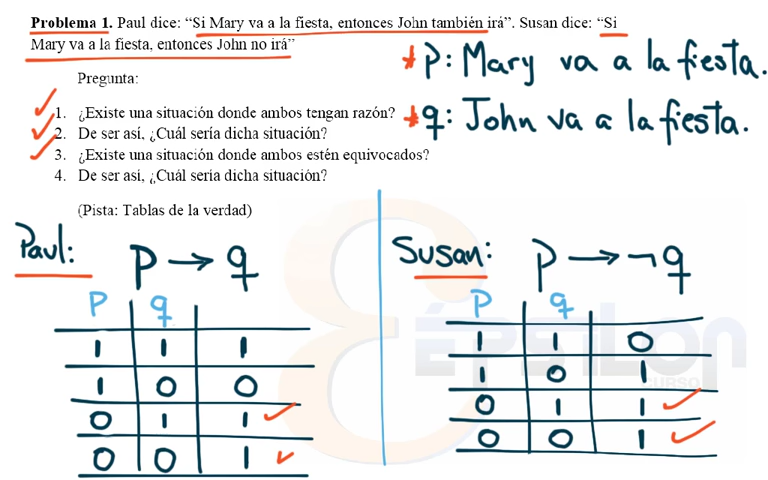 Problema 1. Paul dice: “Si Mary va a la fiesta, entonces John también irá”. Susan dice: “Si
Mary va a la fiesta, entonces John no irá”
Pregunta:
1. ¿Existe una situación donde ambos tengan razón?
2. De ser así, ¿Cuál sería dicha situación?
3. ¿Existe una situación donde ambos estén equivocados?
4. De ser así, ¿Cuál sería dicha situación?
(Pista: Tablas de la verdad)
* p: Mary va a la fiesta.
* q: John va a la fiesta.
Paul: p → q
p q
1 1 1
1 0 0
0 1 1
0 0 1
Susan: p → ¬q
p q
1 1 0
1 0 1
0 1 1
0 0 1
ÉPSILON
CURSO